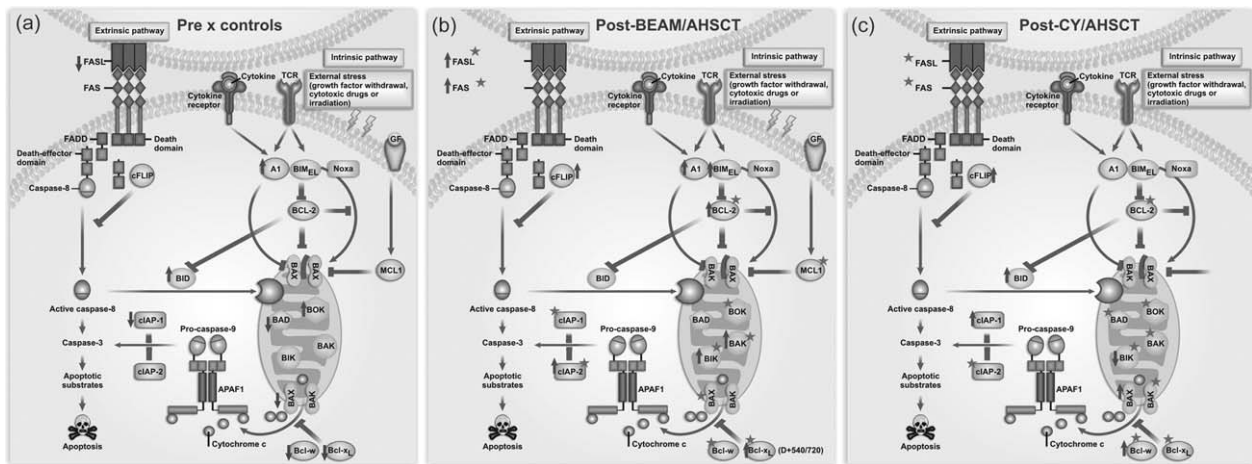 (a)
Pre x controls
Extrinsic pathway
Intrinsic pathway
FASL
FAS
Cytokine
TCR
Cytokine
receptor
External stress
(growth factor withdrawal,
cytotoxic drugs or
irradiation)
FADD
Death-effector
domain
Death
domain
Caspase-8
cFLIP
GF
A1
BIMEL
Noxa
BCL-2
BID
BAX
BAX
MCL1
Active caspase-8
Caspase-3
Apoptotic
substrates
Apoptosis
cIAP-1
cIAP-2
Pro-caspase-9
APAF1
Cytochrome c
BAD
BOK
BAK
BIK
BAX
BAK
Bcl-w
Bcl-xL
(b)
Post-BEAM/AHSCT
Extrinsic pathway
Intrinsic pathway
FASL
FAS
Cytokine
TCR
Cytokine
receptor
External stress
(growth factor withdrawal,
cytotoxic drugs or
irradiation)
FADD
Death-effector
domain
Death
domain
Caspase-8
cFLIP
GF
A1
BIMEL
Noxa
BCL-2
BID
BAK
BAX
MCL1
Active caspase-8
Caspase-3
Apoptotic
substrates
Apoptosis
cIAP-1
cIAP-2
Pro-caspase-9
APAF1
Cytochrome c
BAD
BOK
BAK
BIK
BAX
BAK
Bcl-w
Bcl-xL (D+540/720)
(c)
Post-CY/AHSCT
Extrinsic pathway
Intrinsic pathway
FASL
FAS
Cytokine
TCR
Cytokine
receptor
External stress
(growth factor withdrawal,
cytotoxic drugs or
irradiation)
FADD
Death-effector
domain
Death
domain
Caspase-8
cFLIP
A1
BIMEL
Noxa
BCL-2
BID
BAK
BAX
Active caspase-8
Caspase-3
Apoptotic
substrates
Apoptosis
cIAP-1
cIAP-2
Pro-caspase-9
APAF1
Cytochrome c
BAD
BOK
BAK
BIK
BAX
BAK
Bcl-w
Bcl-xL